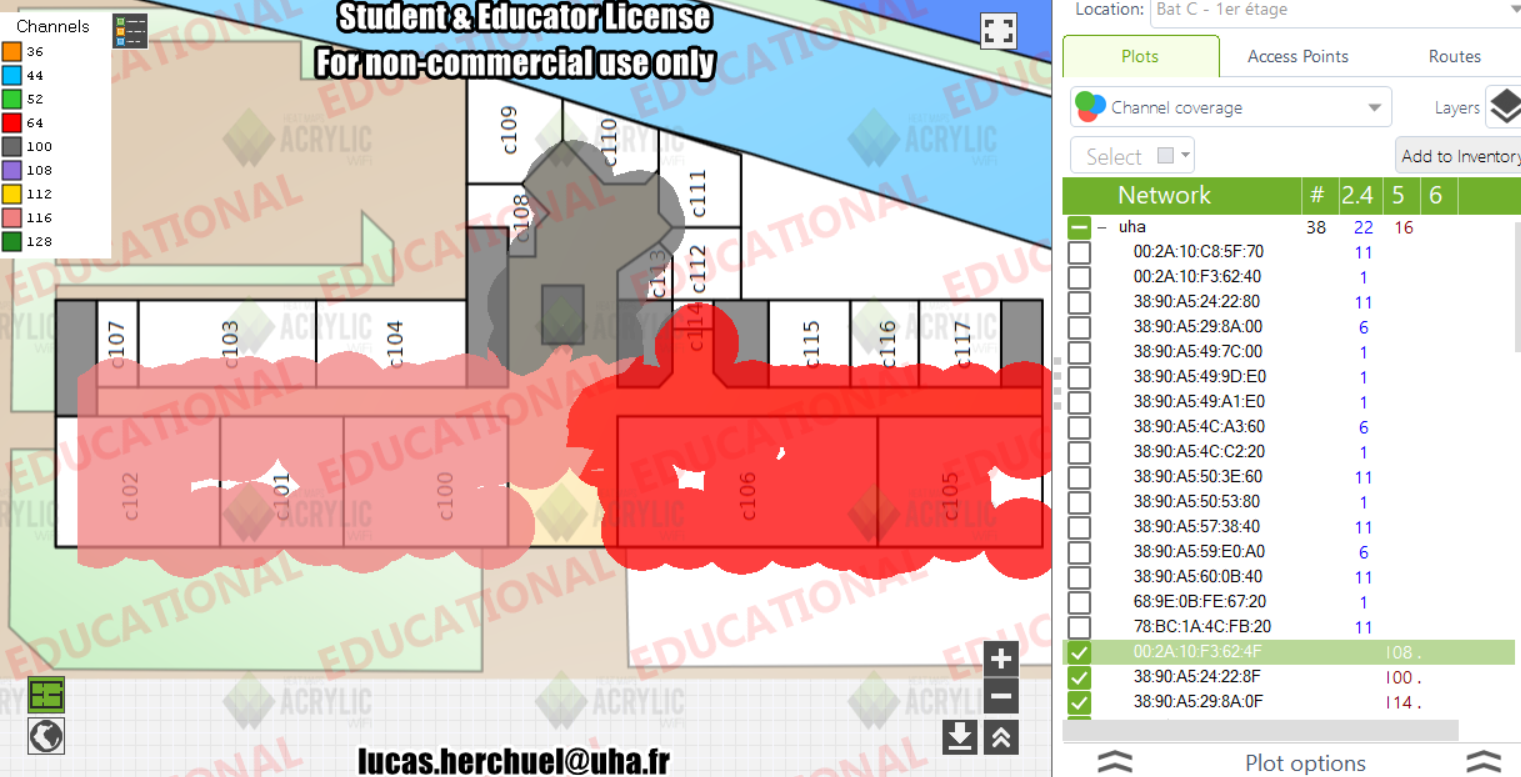 Channels
36
44
52
64
100
108
112
116
128
Student & Educator License
For non-commercial use only
EDUCATIONAL
ACRYLIC
WiFi
c109
c110
c108
c111
c113
c112
c107
c103
c104
c114
c115
c116
c117
c102
c101
c100
c106
c105
lucas.herchuel@uha.fr
Location: Bat C - 1er étage
Plots Access Points Routes
Channel coverage Layers
Select Add to Inventory
Network # 2.4 5 6
uha 38 22 16
00:2A:10:C8:5F:70 11
00:2A:10:F3:62:40 1
38:90:A5:24:22:80 11
38:90:A5:29:8A:00 6
38:90:A5:49:7C:00 1
38:90:A5:49:9D:E0 1
38:90:A5:49:A1:E0 1
38:90:A5:4C:A3:60 6
38:90:A5:4C:C2:20 1
38:90:A5:50:3E:60 11
38:90:A5:50:53:80 1
38:90:A5:57:38:40 11
38:90:A5:59:E0:A0 6
38:90:A5:60:0B:40 11
68:9E:0B:FE:67:20 1
78:BC:1A:4C:FB:20 11
00:2A:10:F3:62:4F 108.
38:90:A5:24:22:8F 100.
38:90:A5:29:8A:0F 114.
Plot options